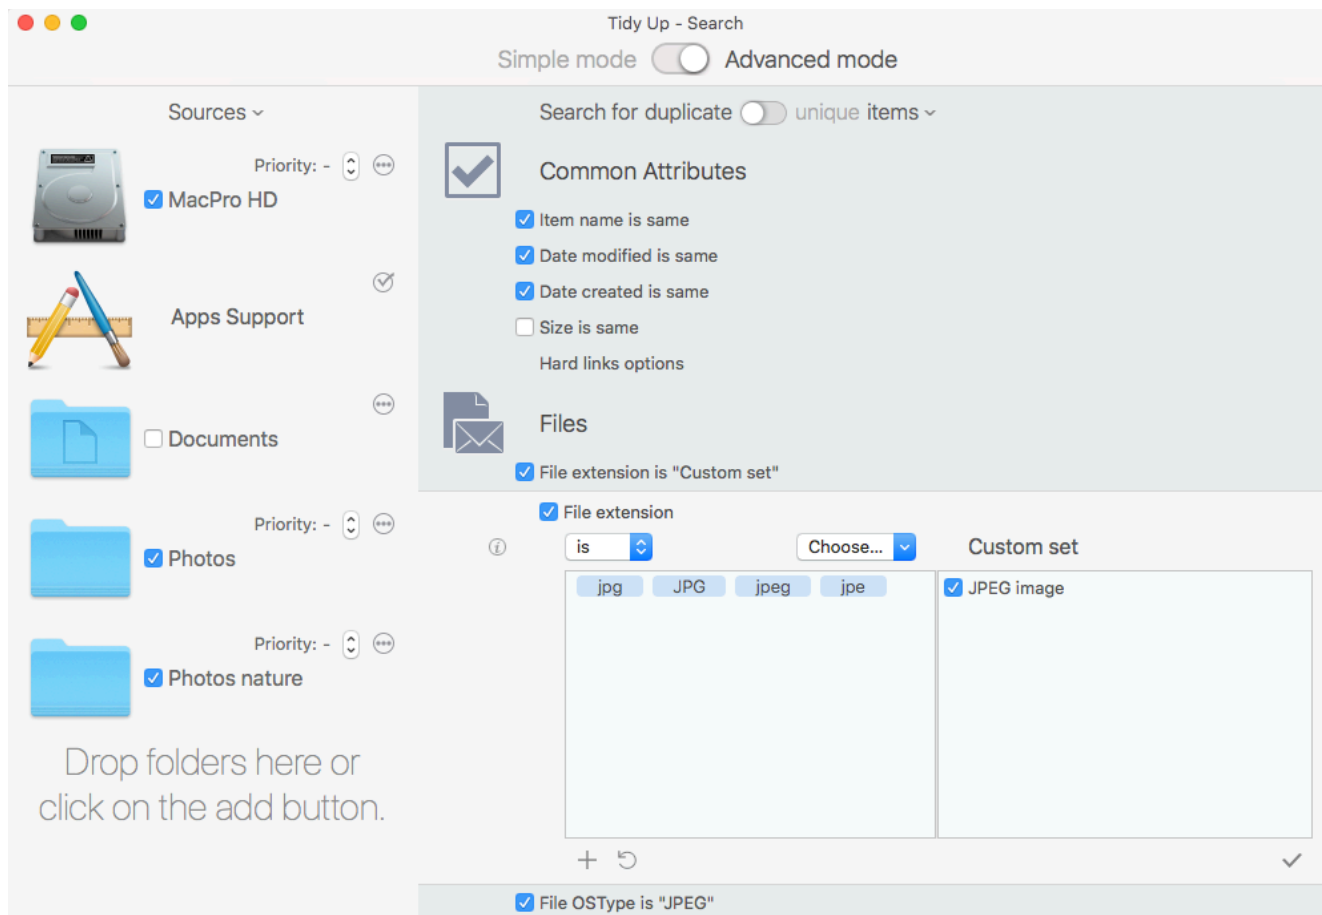 Tidy Up - Search
Simple mode Advanced mode
Sources
Priority: -
MacPro HD
Apps Support
Documents
Priority: -
Photos
Priority: -
Photos nature
Drop folders here or
click on the add button.
Search for duplicate unique items
Common Attributes
Item name is same
Date modified is same
Date created is same
Size is same
Hard links options
Files
File extension is "Custom set"
File extension
is Choose... Custom set
jpg JPG jpeg jpe
JPEG image
File OSType is "JPEG"